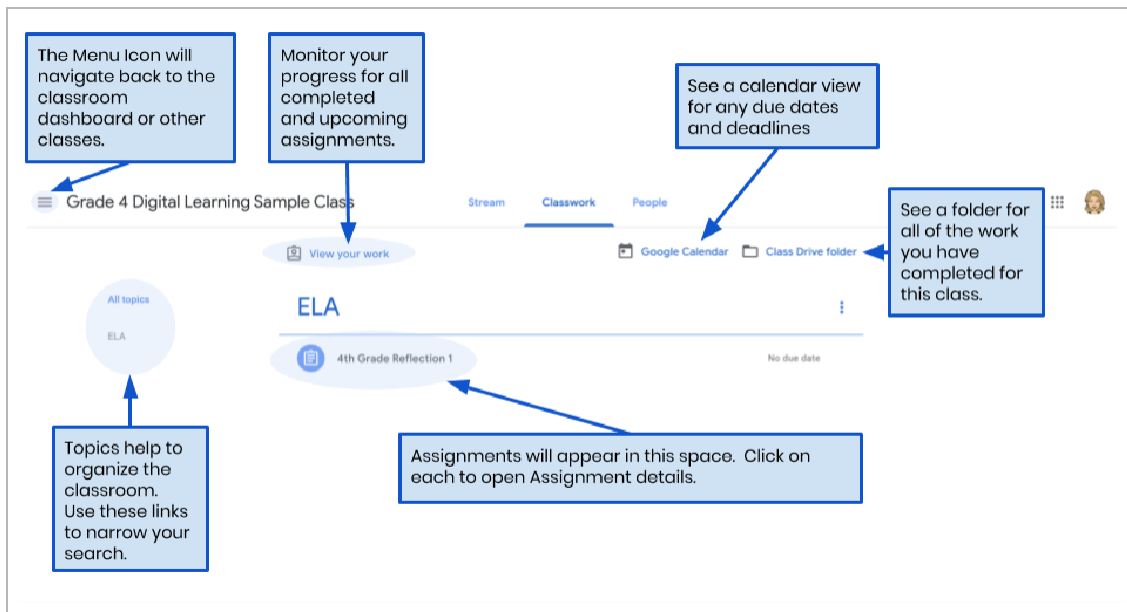 The Menu Icon will
navigate back to the
classroom
dashboard or other
classes.
Monitor your
progress for all
completed
and upcoming
assignments.
See a calendar view
for any due dates
and deadlines
Grade 4 Digital Learning Sample Class
Stream
Classwork
People
See a folder for
all of the work
you have
completed for
this class.
View your work
Google Calendar
Class Drive folder
All topics
ELA
ELA
4th Grade Reflection 1
No due date
Topics help to
organize the
classroom.
Use these links
to narrow your
search.
Assignments will appear in this space. Click on
each to open Assignment details.